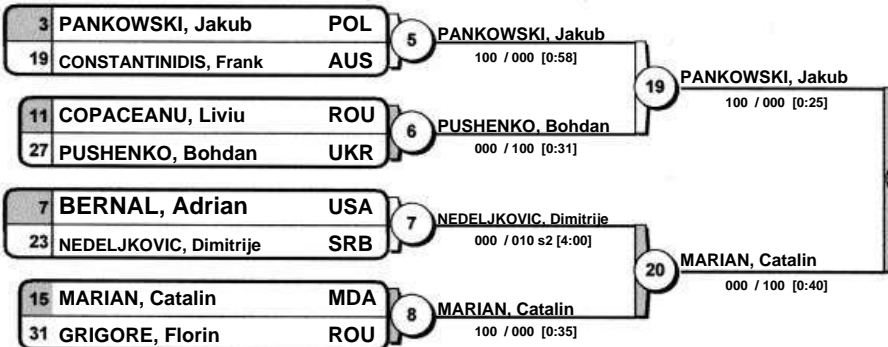 3 PANKOWSKI, Jakub POL
19 CONSTANTINIDIS, Frank AUS
5
PANKOWSKI, Jakub
100 / 000 [0:58]
11 COPACEANU, Liviu ROU
27 PUSHENKO, Bohdan UKR
6
PUSHENKO, Bohdan
000 / 100 [0:31]
19
PANKOWSKI, Jakub
100 / 000 [0:25]
7 BERNAL, Adrian USA
23 NEDELJKOVIC, Dimitrije SRB
7
NEDELJKOVIC, Dimitrije
000 / 010 s2 [4:00]
15 MARIAN, Catalin MDA
31 GRIGORE, Florin ROU
8
MARIAN, Catalin
100 / 000 [0:35]
20
MARIAN, Catalin
000 / 100 [0:40]